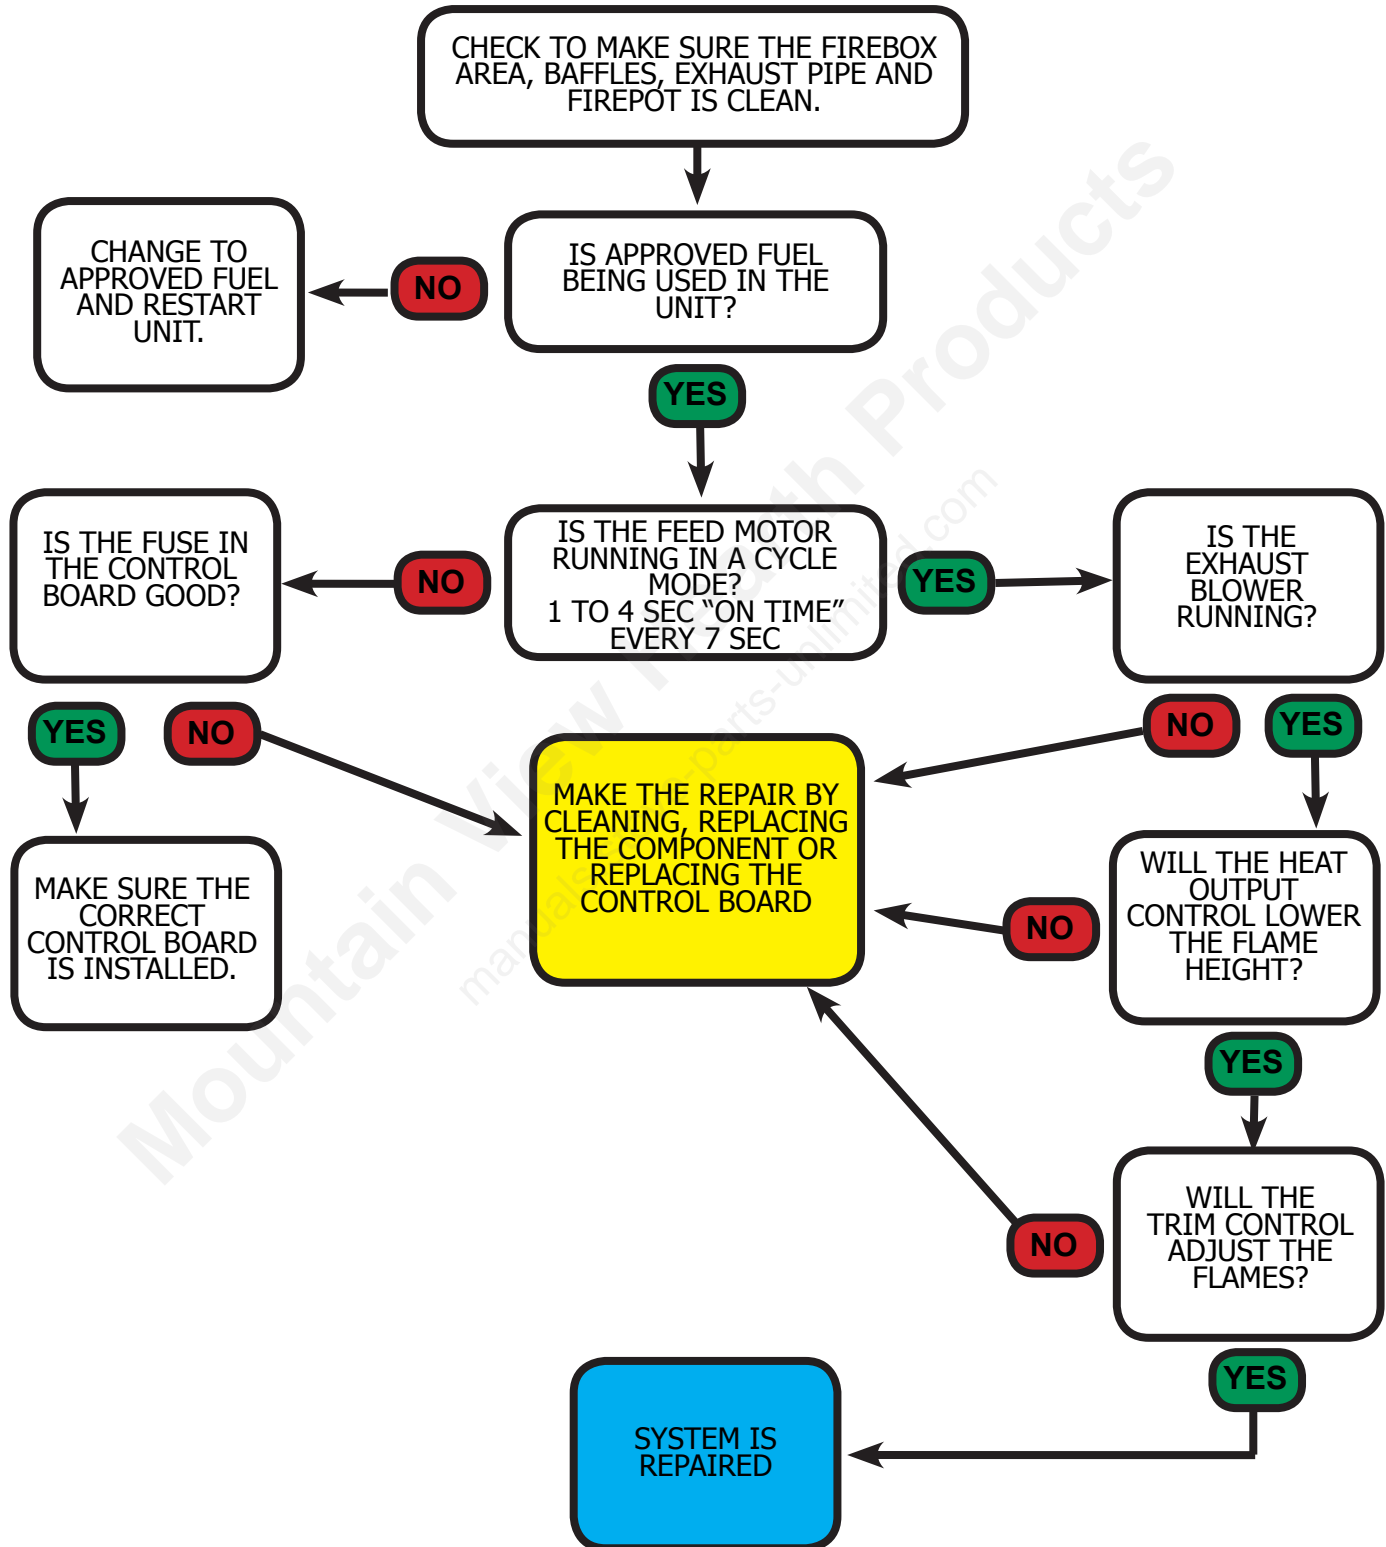 CHECK TO MAKE SURE THE FIREBOX
AREA, BAFFLES, EXHAUST PIPE AND
FIREPOT IS CLEAN.
CHANGE TO
APPROVED FUEL
AND RESTART
UNIT.
NO
IS APPROVED FUEL
BEING USED IN THE
UNIT?
YES
IS THE FUSE IN
THE CONTROL
BOARD GOOD?
NO
IS THE FEED MOTOR
RUNNING IN A CYCLE
MODE?
1 TO 4 SEC “ON TIME”
EVERY 7 SEC
YES
IS THE
EXHAUST
BLOWER
RUNNING?
YES
NO
NO
YES
MAKE THE REPAIR BY
CLEANING, REPLACING
THE COMPONENT OR
REPLACING THE
CONTROL BOARD
MAKE SURE THE
CORRECT
CONTROL BOARD
IS INSTALLED.
NO
WILL THE HEAT
OUTPUT
CONTROL LOWER
THE FLAME
HEIGHT?
YES
NO
WILL THE
TRIM CONTROL
ADJUST THE
FLAMES?
YES
SYSTEM IS
REPAIRED
Mountain View Hearth Products